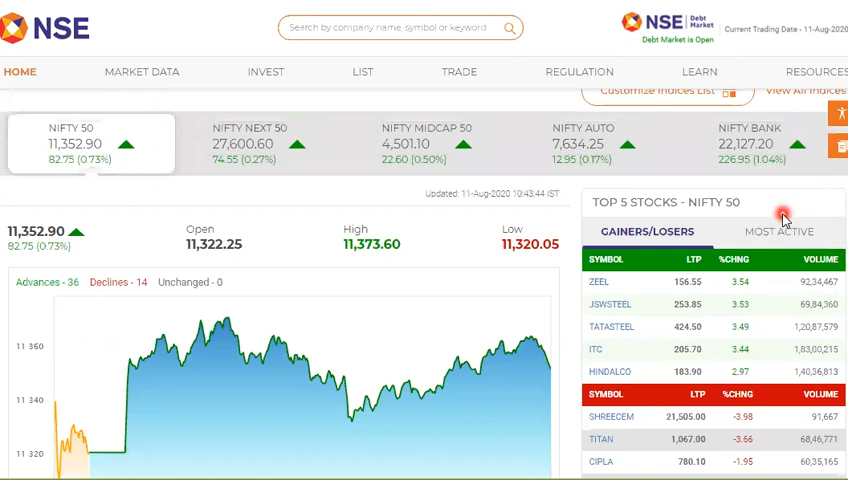 NSE
Search by company name, symbol or keyword
NSE Debt Market
Debt Market is Open
Current Trading Date - 11-Aug-2020
HOME MARKET DATA INVEST LIST TRADE REGULATION LEARN RESOURCES
Customize Indices List
View All Indices
NIFTY 50 NIFTY NEXT 50 NIFTY MIDCAP 50 NIFTY AUTO NIFTY BANK
11,352.90 27,600.60 4,501.10 7,634.25 22,127.20
82.75 (0.73%) 74.55 (0.27%) 22.60 (0.50%) 12.95 (0.17%) 226.95 (1.04%)
Updated: 11-Aug-2020 10:43:44 IST
11,352.90
82.75 (0.73%)
Open
11,322.25
High
11,373.60
Low
11,320.05
Advances - 36 Declines - 14 Unchanged - 0
11 360
11 340
11 320
TOP 5 STOCKS - NIFTY 50
GAINERS/LOSERS MOST ACTIVE
SYMBOL LTP %CHNG VOLUME
ZEEL 156.55 3.54 92,34,467
JSWSTEEL 253.85 3.53 69,84,360
TATASTEEL 424.50 3.49 1,20,87,579
ITC 205.70 3.44 1,83,00,215
HINDALCO 183.90 2.97 1,40,36,813
SYMBOL LTP %CHNG VOLUME
SHREECEM 21,505.00 -3.98 91,667
TITAN 1,067.00 -3.66 68,46,771
CIPLA 780.10 -1.95 60,35,165